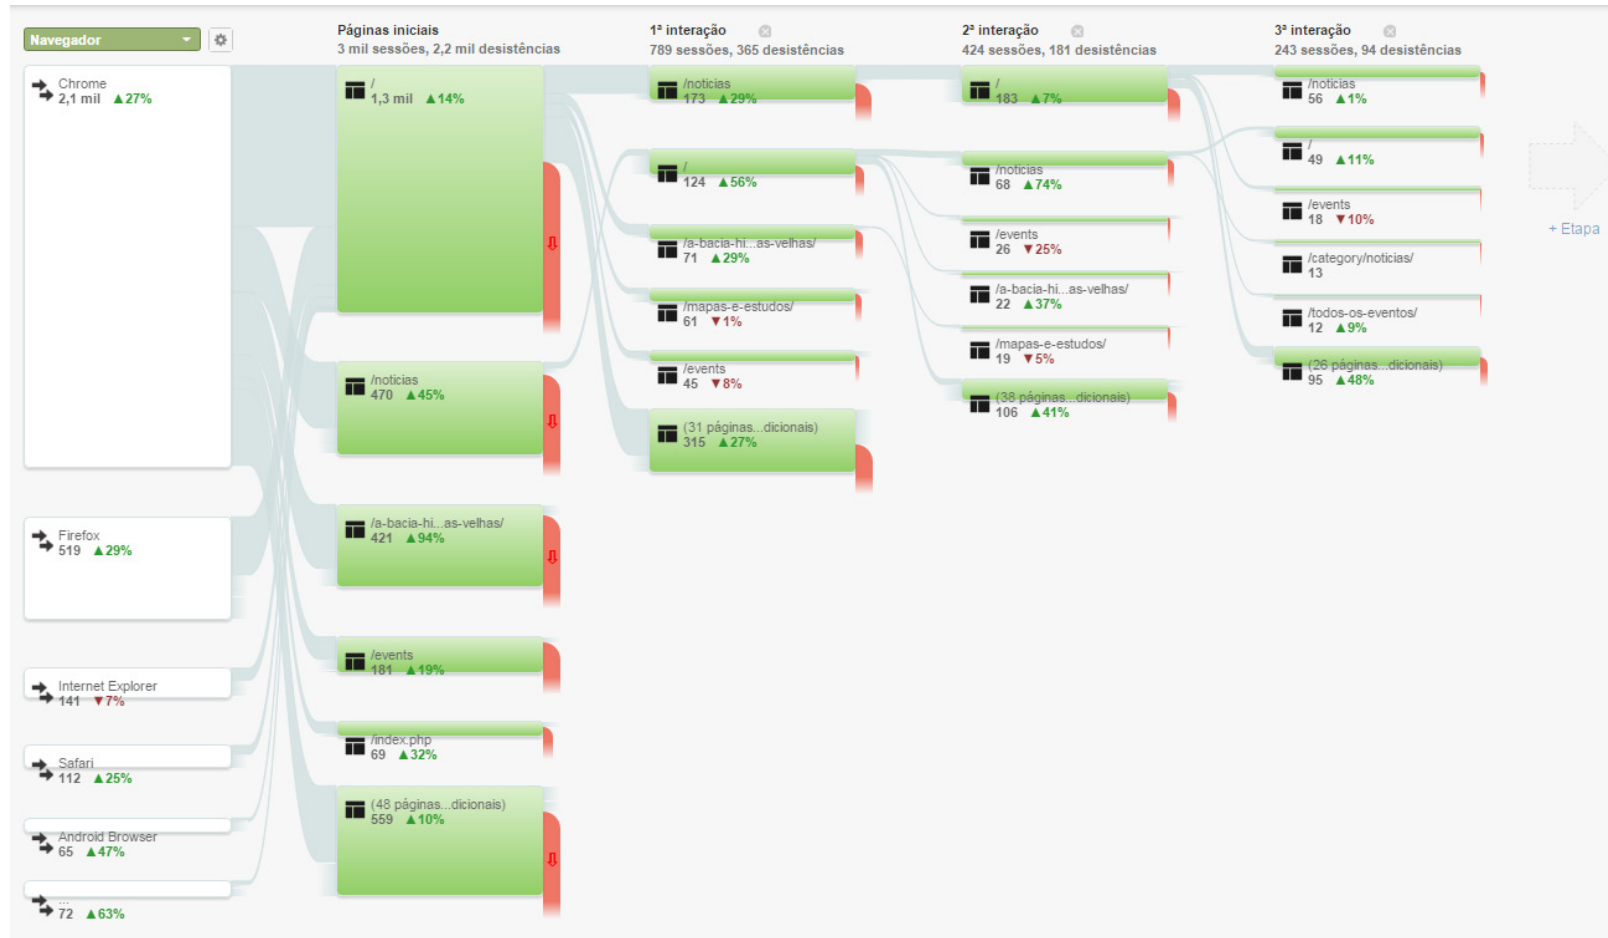 Navegador
Chrome
2,1 mil ▲27%
Firefox
519 ▲29%
Internet Explorer
141 ▼7%
Safari
112 ▲25%
Android Browser
65 ▲47%
...
72 ▲63%
Páginas iniciais
3 mil sessões, 2,2 mil desistências
/
1,3 mil ▲14%
/noticias
470 ▲45%
/a-bacia-hi...as-velhas/
421 ▲94%
/events
181 ▲19%
/index.php
69 ▲32%
(48 páginas...dicionais)
559 ▲10%
1ª interação
789 sessões, 365 desistências
/noticias
173 ▲29%
/
124 ▲56%
/a-bacia-hi...as-velhas/
71 ▲29%
/mapas-e-estudos/
61 ▼1%
/events
45 ▼8%
(31 páginas...dicionais)
315 ▲27%
2ª interação
424 sessões, 181 desistências
/
183 ▲7%
/noticias
68 ▲74%
/events
26 ▼25%
/a-bacia-hi...as-velhas/
22 ▲37%
/mapas-e-estudos/
19 ▼5%
(38 páginas...dicionais)
106 ▲41%
3ª interação
243 sessões, 94 desistências
/noticias
56 ▲1%
/
49 ▲11%
/events
18 ▼10%
/category/noticias/
13
/todos-os-eventos/
12 ▲9%
(26 páginas...dicionais)
95 ▲48%
+ Etapa